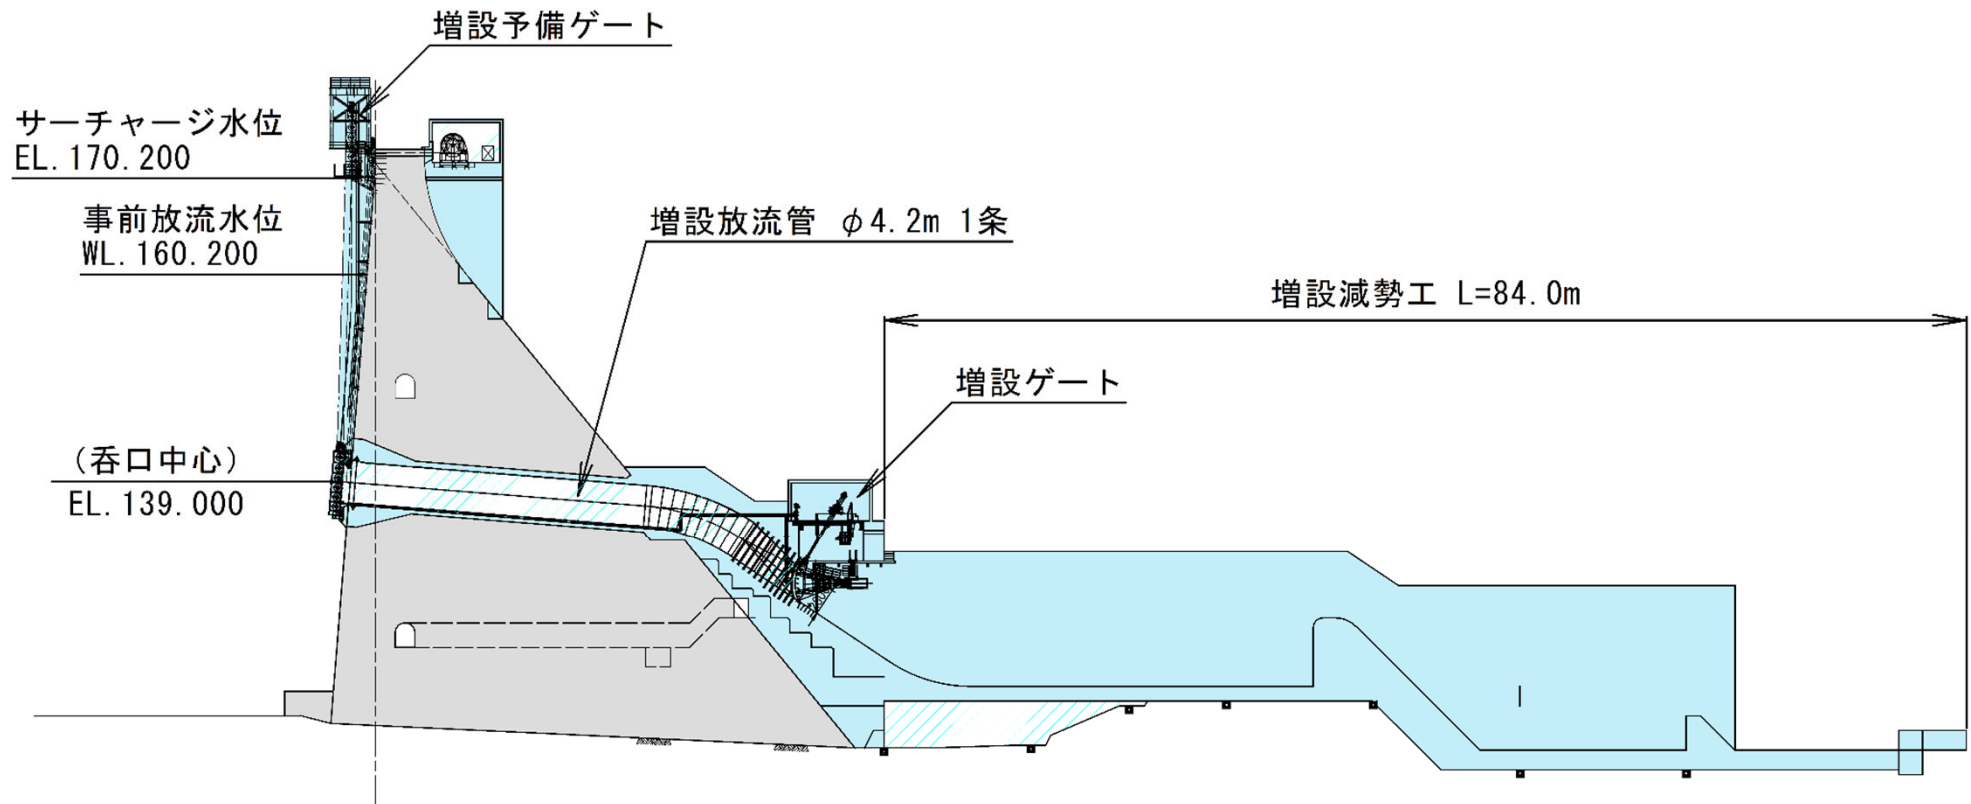 増設予備ゲート
サーチャージ水位
EL.170.200
事前放流水位
WL.160.200
増設放流管 φ4.2m 1条
増設減勢工 L=84.0m
増設ゲート
(呑口中心)
EL.139.000